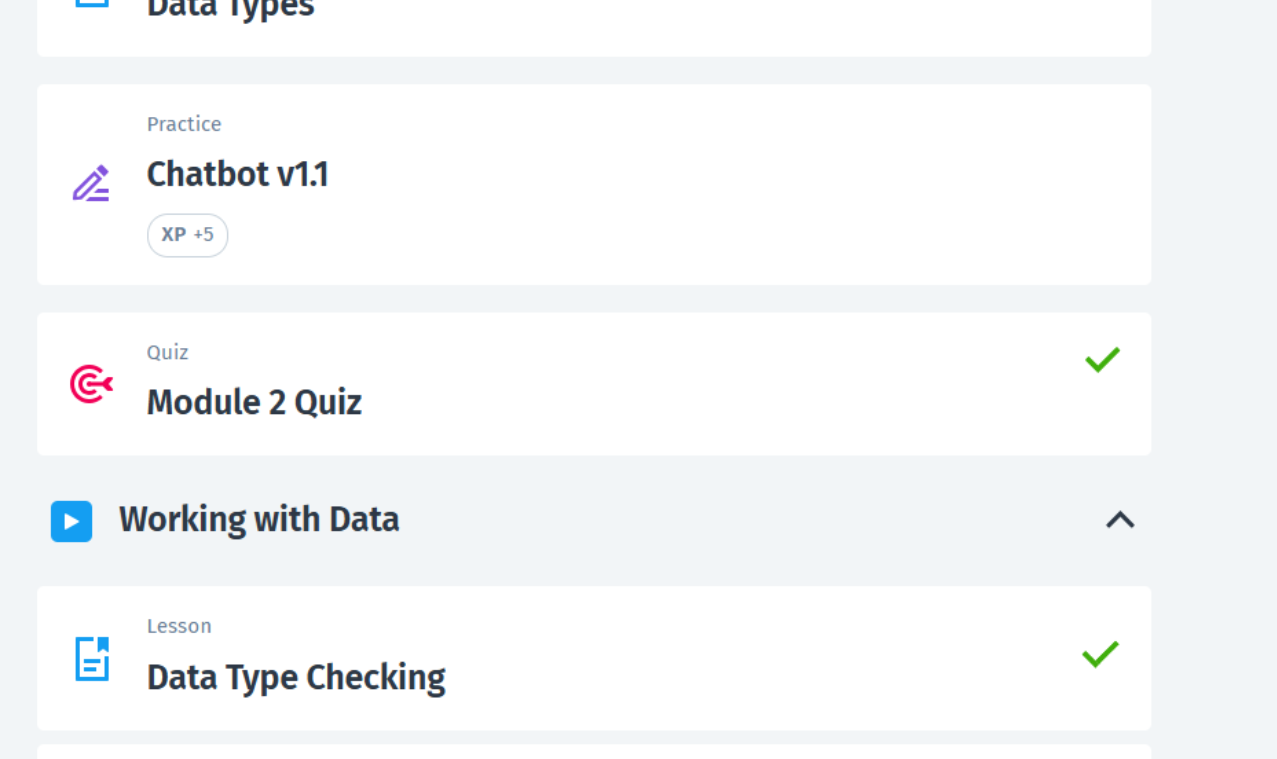 Data Types
Practice
Chatbot v1.1
XP +5
Quiz
Module 2 Quiz
Working with Data
Lesson
Data Type Checking